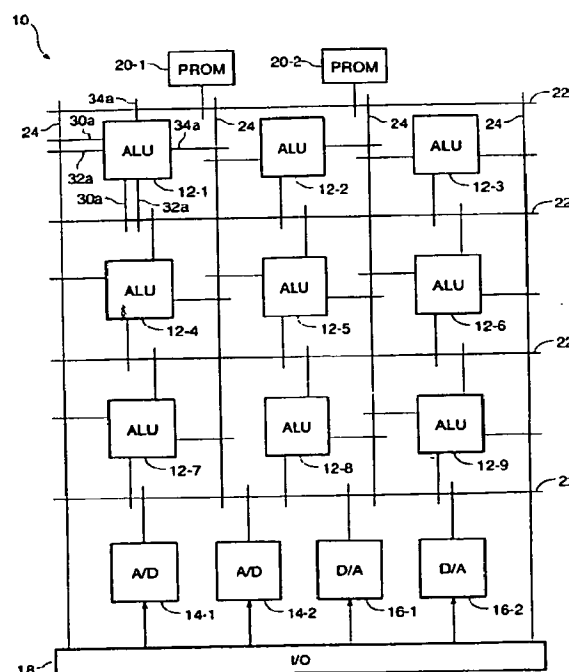 10
20-1 PROM 20-2 PROM
34a 22
24 30a 34a 24 24 24
32a ALU ALU ALU
12-1 12-2 12-3
30a 32a
22
ALU ALU ALU
12-4 12-5 12-6
22
ALU ALU ALU
12-7 12-8 12-9
A/D A/D D/A D/A
14-1 14-2 16-1 16-2
18 I/O